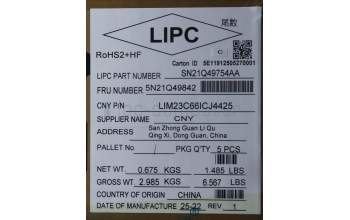 尾数
LIPC
RoHS2+HF
C
Carton ID 5E11912505270001
LIPC PART NUMBER SN21Q49754AA
FRU NUMBER 5N21Q49842
CNY P/N LIM23C66ICJ4425
SUPPLIER NAME CNY
ADDRESS San Zhong Guan Li Qu
Qing Xi, Dong Guan, China
PALLET NO / PKG Q'TY 5 PCS
NET WT. 0.675 KGS 1.485 LBS
GROSS WT. 2.985 KGS 6.567 LBS
COUNTRY OF ORIGIN CHINA
DATE OF MANUFACTURE 25-22 REV 1